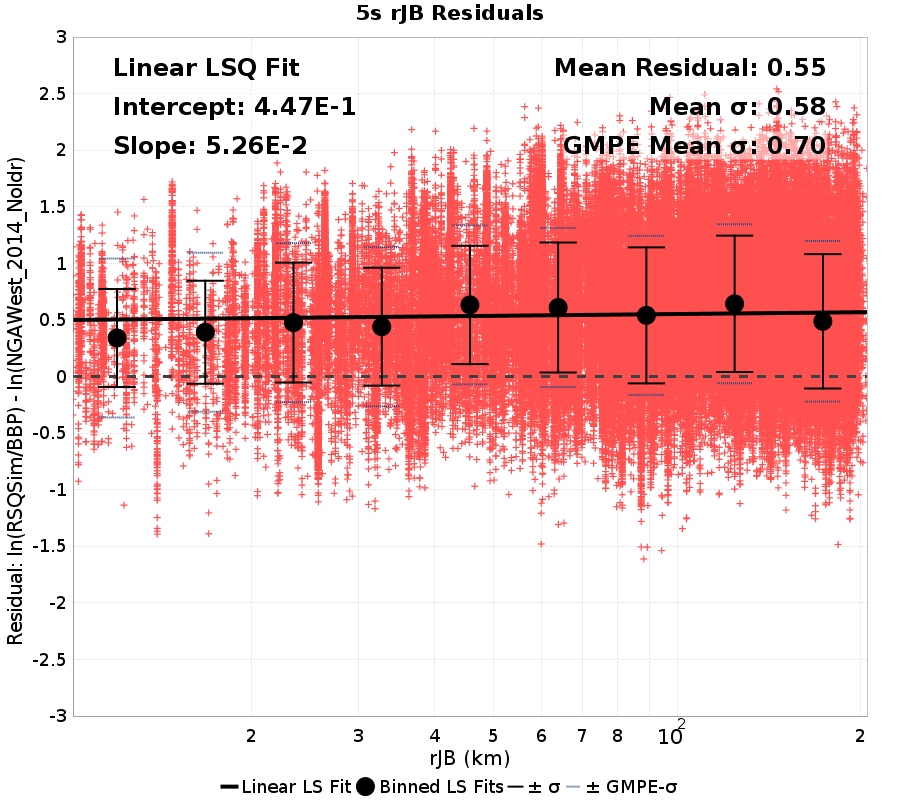 5s rJB Residuals
Linear LSQ Fit
Intercept: 4.47E-1
Slope: 5.26E-2
Mean Residual: 0.55
Mean σ: 0.58
GMPE Mean σ: 0.70
Residual: ln(RSQSim/BBP) - ln(NGAWest_2014_NoIdr)
3
2.5
2
1.5
1
0.5
0
-0.5
-1
-1.5
-2
-2.5
-3
2 3 4 5 6 7 8 10² 2
rJB (km)
Linear LS Fit Binned LS Fits ± σ ± GMPE-σ